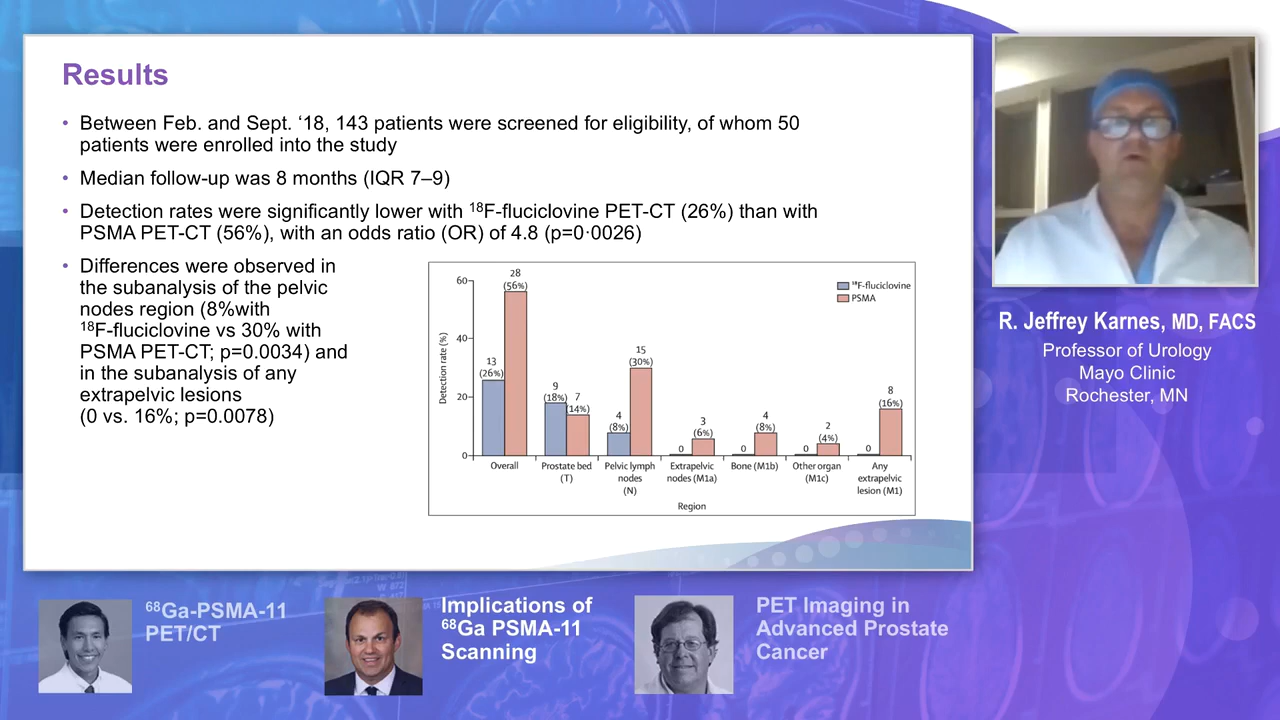 Results
• Between Feb. and Sept. ‘18, 143 patients were screened for eligibility, of whom 50
patients were enrolled into the study
• Median follow-up was 8 months (IQR 7–9)
• Detection rates were significantly lower with ¹⁸F-fluciclovine PET-CT (26%) than with
PSMA PET-CT (56%), with an odds ratio (OR) of 4.8 (p=0·0026)
• Differences were observed in
the subanalysis of the pelvic
nodes region (8%with
¹⁸F-fluciclovine vs 30% with
PSMA PET-CT; p=0.0034) and
in the subanalysis of any
extrapelvic lesions
(0 vs. 16%; p=0.0078)
Detection rate (%)
60
40
20
0
¹⁸F-fluciclovine
PSMA
13
(26%)
28
(56%)
9
(18%)
7
(14%)
4
(8%)
15
(30%)
0
3
(6%)
0
4
(8%)
0
2
(4%)
0
8
(16%)
Overall
Prostate bed
(T)
Pelvic lymph
nodes
(N)
Extrapelvic
nodes (M1a)
Bone (M1b)
Other organ
(M1c)
Any
extrapelvic
lesion (M1)
Region
R. Jeffrey Karnes, MD, FACS
Professor of Urology
Mayo Clinic
Rochester, MN
⁶⁸Ga-PSMA-11
PET/CT
Implications of
⁶⁸Ga PSMA-11
Scanning
PET Imaging in
Advanced Prostate
Cancer